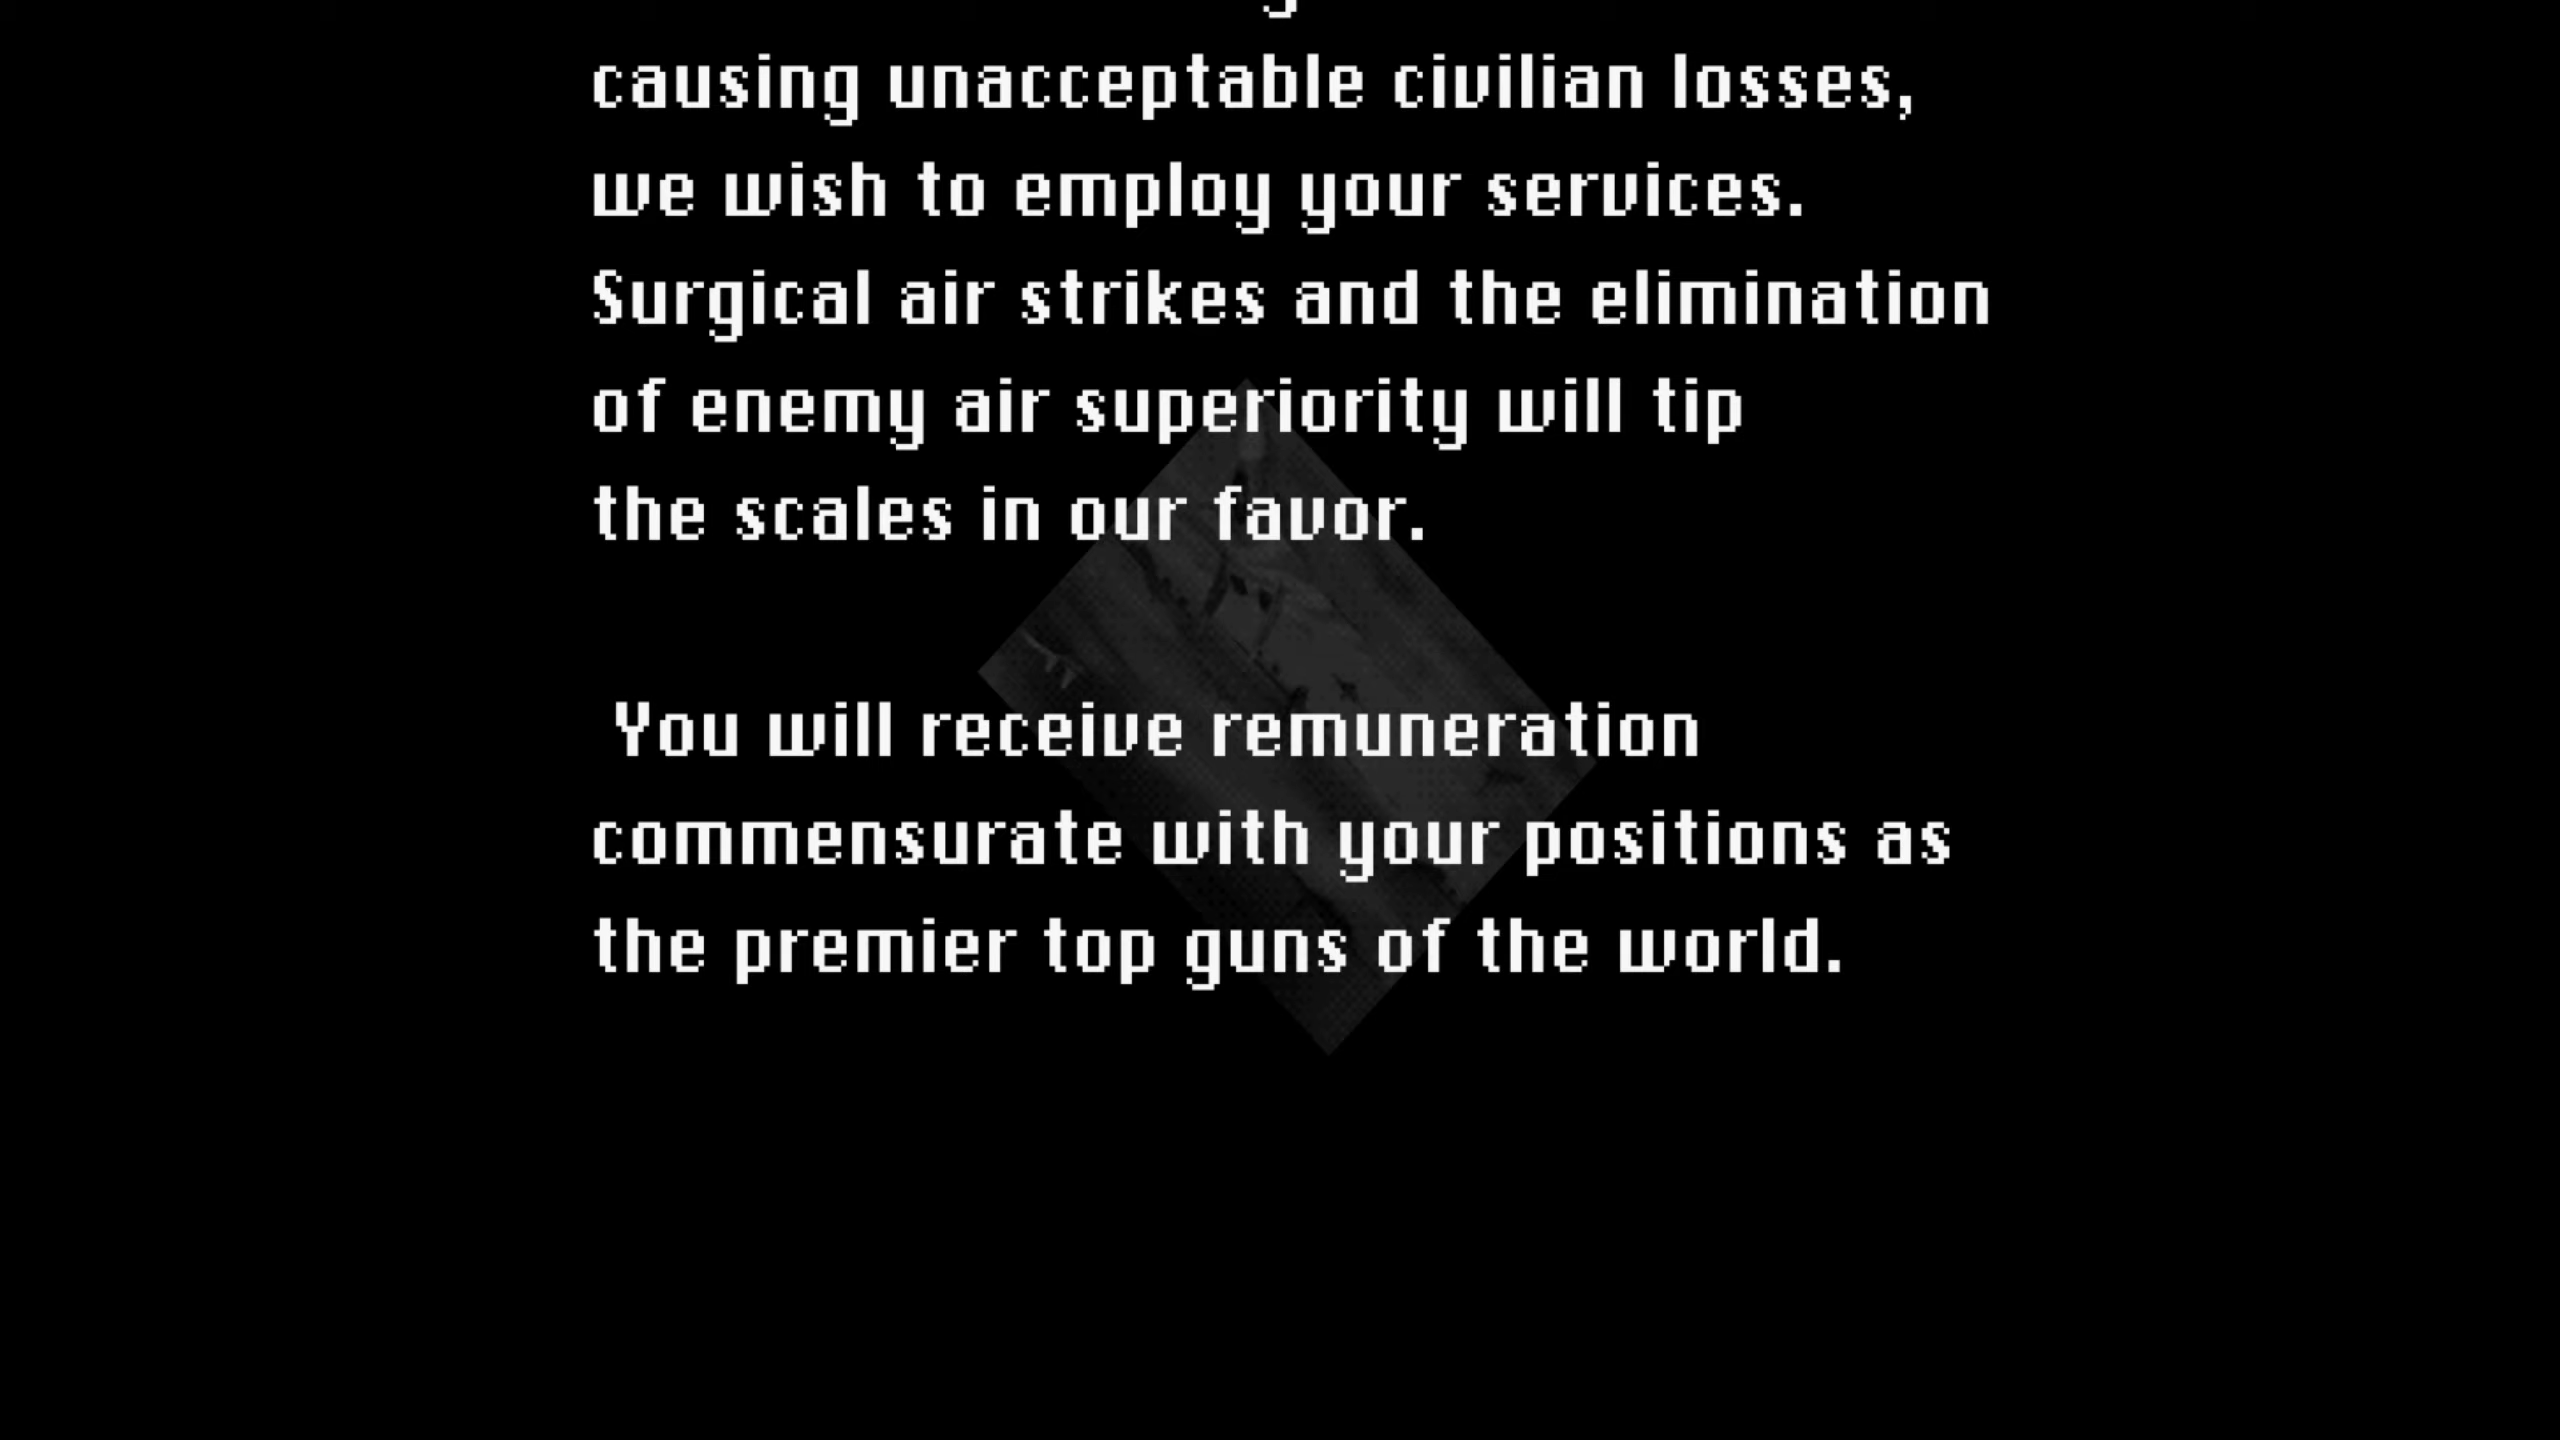 causing unacceptable civilian losses,
we wish to employ your services.
Surgical air strikes and the elimination
of enemy air superiority will tip
the scales in our favor.
You will receive remuneration
commensurate with your positions as
the premier top guns of the world.